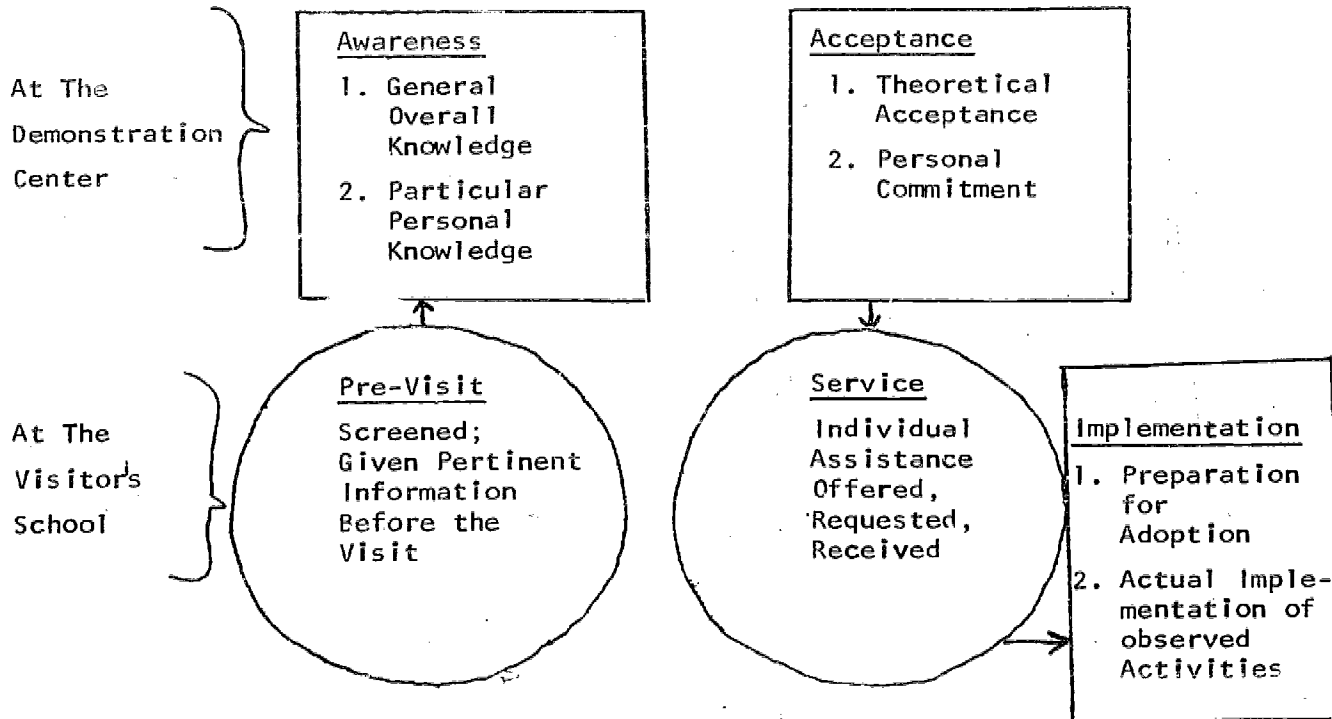 At The
Demonstration
Center
Awareness
1. General
Overall
Knowledge
2. Particular
Personal
Knowledge
Acceptance
1. Theoretical
Acceptance
2. Personal
Commitment
At The
Visitor's
School
Pre-Visit
Screened;
Given Pertinent
Information
Before the
Visit
Service
Individual
Assistance
Offered,
Requested,
Received
Implementation
1. Preparation
for
Adoption
2. Actual Imple-
mentation of
observed
Activities